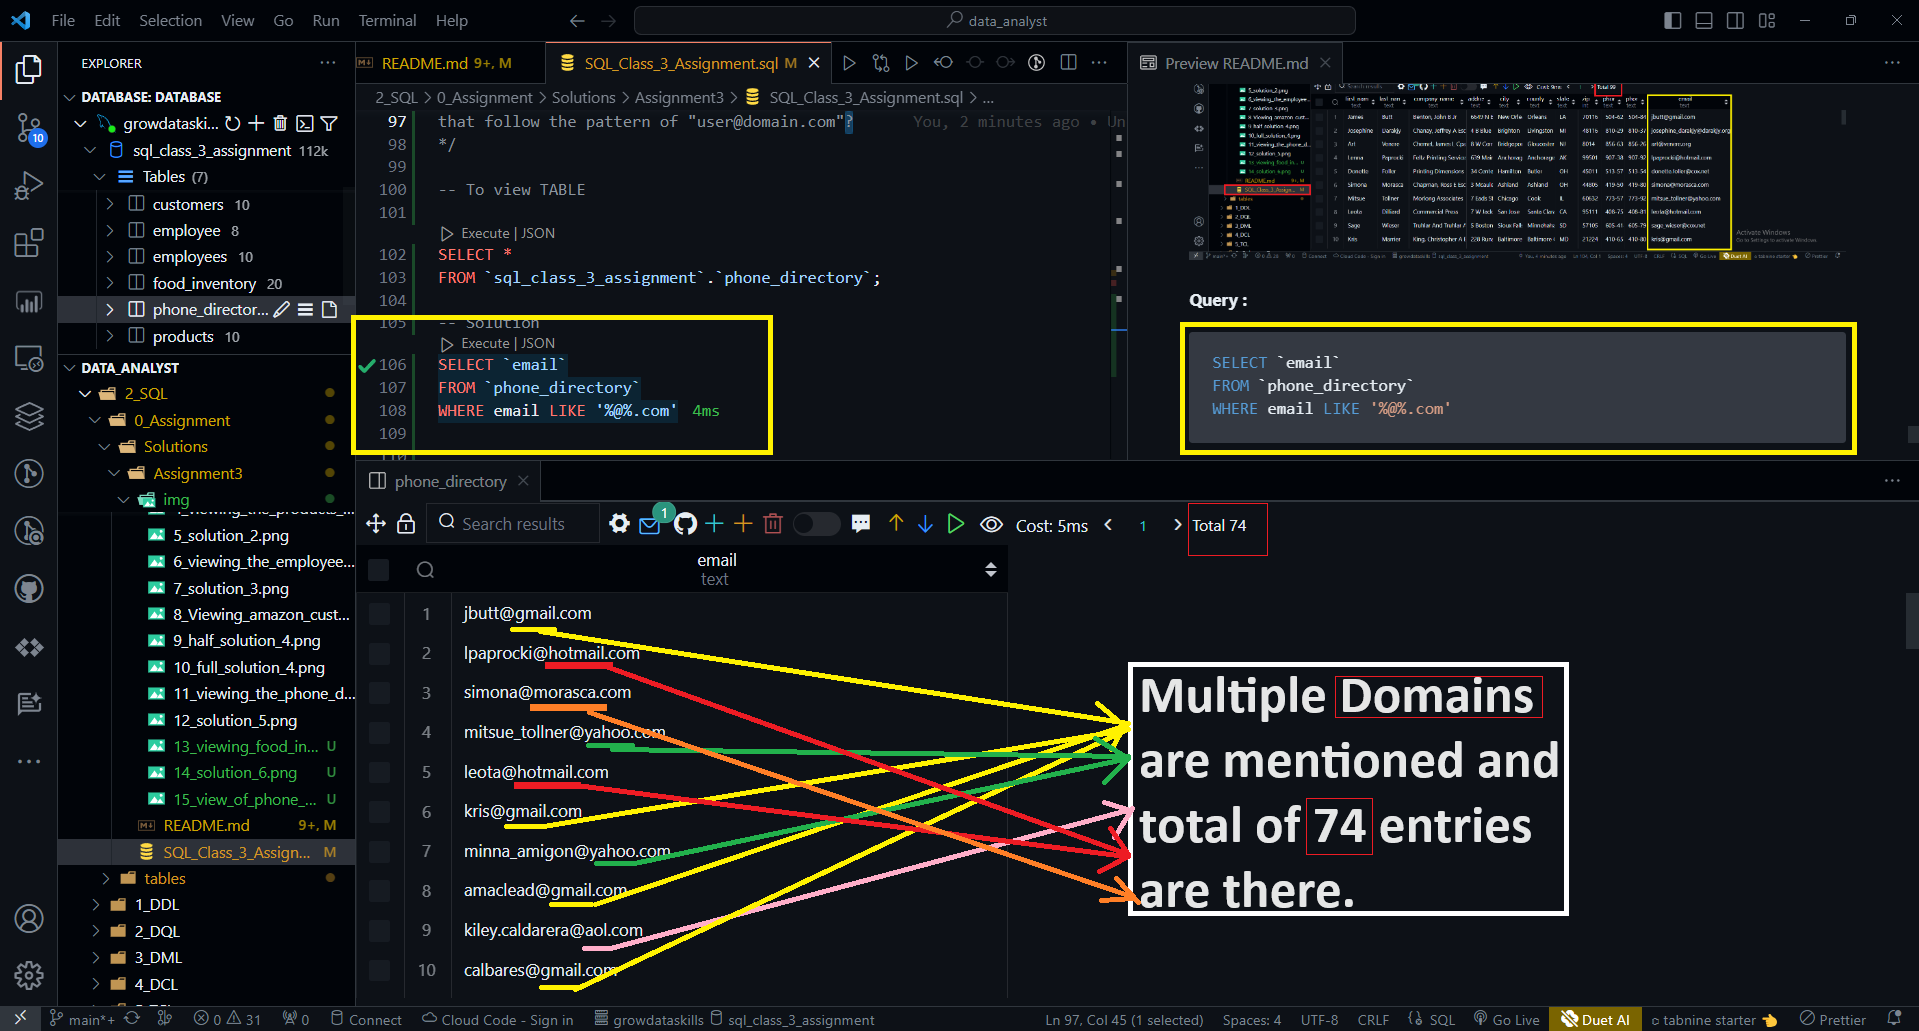 File Edit Selection View Go Run Terminal Help
data_analyst
EXPLORER
DATABASE: DATABASE
growdataski...
sql_class_3_assignment 112k
Tables (7)
customers 10
employee 8
employees 10
food_inventory 20
phone_director...
products 10
DATA_ANALYST
2_SQL
0_Assignment
Solutions
Assignment3
img
5_solution_2.png
6_viewing_the_employee...
7_solution_3.png
8_Viewing_amazon_cust...
9_half_solution_4.png
10_full_solution_4.png
11_viewing_the_phone_d...
12_solution_5.png
13_viewing_food_in... U
14_solution_6.png U
15_view_of_phone_... U
README.md 9+, M
SQL_Class_3_Assign... M
tables
1_DDL
2_DQL
3_DML
4_DCL
10
README.md 9+, M
SQL_Class_3_Assignment.sql M
2_SQL > 0_Assignment > Solutions > Assignment3 > SQL_Class_3_Assignment.sql > ...
97 that follow the pattern of "user@domain.com"? You, 2 minutes ago • Un
98 */
99
100 -- To view TABLE
101
Execute | JSON
102 SELECT *
103 FROM `sql_class_3_assignment`.`phone_directory`;
104
105 -- Solution
Execute | JSON
106 SELECT `email`
107 FROM `phone_directory`
108 WHERE email LIKE '%@%.com' 4ms
109
Preview README.md
Total 99
Query :
SELECT `email`
FROM `phone_directory`
WHERE email LIKE '%@%.com'
phone_directory
Search results
1
Cost: 5ms < 1 > Total 74
email
text
1 jbutt@gmail.com
2 lpaprocki@hotmail.com
3 simona@morasca.com
4 mitsue_tollner@yahoo.com
5 leota@hotmail.com
6 kris@gmail.com
7 minna_amigon@yahoo.com
8 amaclead@gmail.com
9 kiley.caldarera@aol.com
10 calbares@gmail.com
Multiple Domains
are mentioned and
total of 74 entries
are there.
main*+ 0 31 0 Connect Cloud Code - Sign in growdataskills sql_class_3_assignment Ln 97, Col 45 (1 selected) Spaces: 4 UTF-8 CRLF SQL Go Live Duet AI tabnine starter Prettier